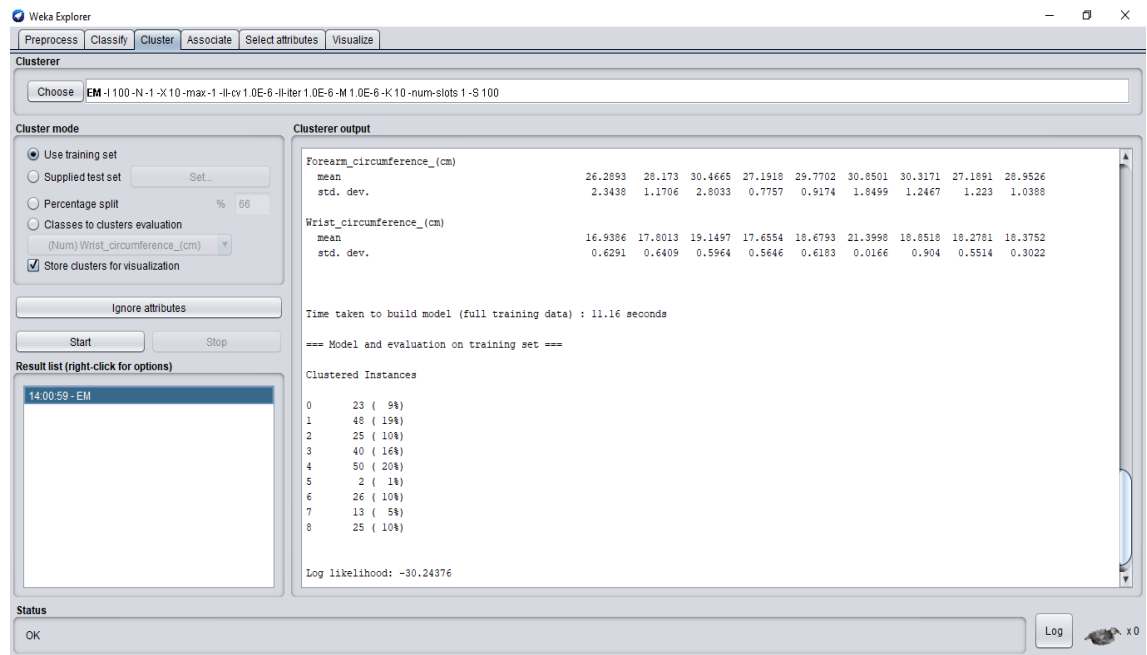 Weka Explorer
Preprocess Classify Cluster Associate Select attributes Visualize
Clusterer
Choose EM -I 100 -N -1 -X 10 -max -1 -ll-cv 1.0E-6 -ll-iter 1.0E-6 -M 1.0E-6 -K 10 -num-slots 1 -S 100
Cluster mode
Use training set
Supplied test set Set...
Percentage split % 66
Classes to clusters evaluation
(Num) Wrist_circumference_(cm)
Store clusters for visualization
Ignore attributes
Start Stop
Result list (right-click for options)
14:00:59 - EM
Clusterer output
Forearm_circumference_(cm)
mean 26.2893 28.173 30.4665 27.1918 29.7702 30.8501 30.3171 27.1891 28.9526
std. dev. 2.3438 1.1706 2.8033 0.7757 0.9174 1.8499 1.2467 1.223 1.0388
Wrist_circumference_(cm)
mean 16.9386 17.8013 19.1497 17.6554 18.6793 21.3998 18.8518 18.2781 18.3752
std. dev. 0.6291 0.6409 0.5964 0.5646 0.6183 0.0166 0.904 0.5514 0.3022
Time taken to build model (full training data) : 11.16 seconds
=== Model and evaluation on training set ===
Clustered Instances
0 23 ( 9%)
1 48 ( 19%)
2 25 ( 10%)
3 40 ( 16%)
4 50 ( 20%)
5 2 ( 1%)
6 26 ( 10%)
7 13 ( 5%)
8 25 ( 10%)
Log likelihood: -30.24376
Status
OK
Log x 0